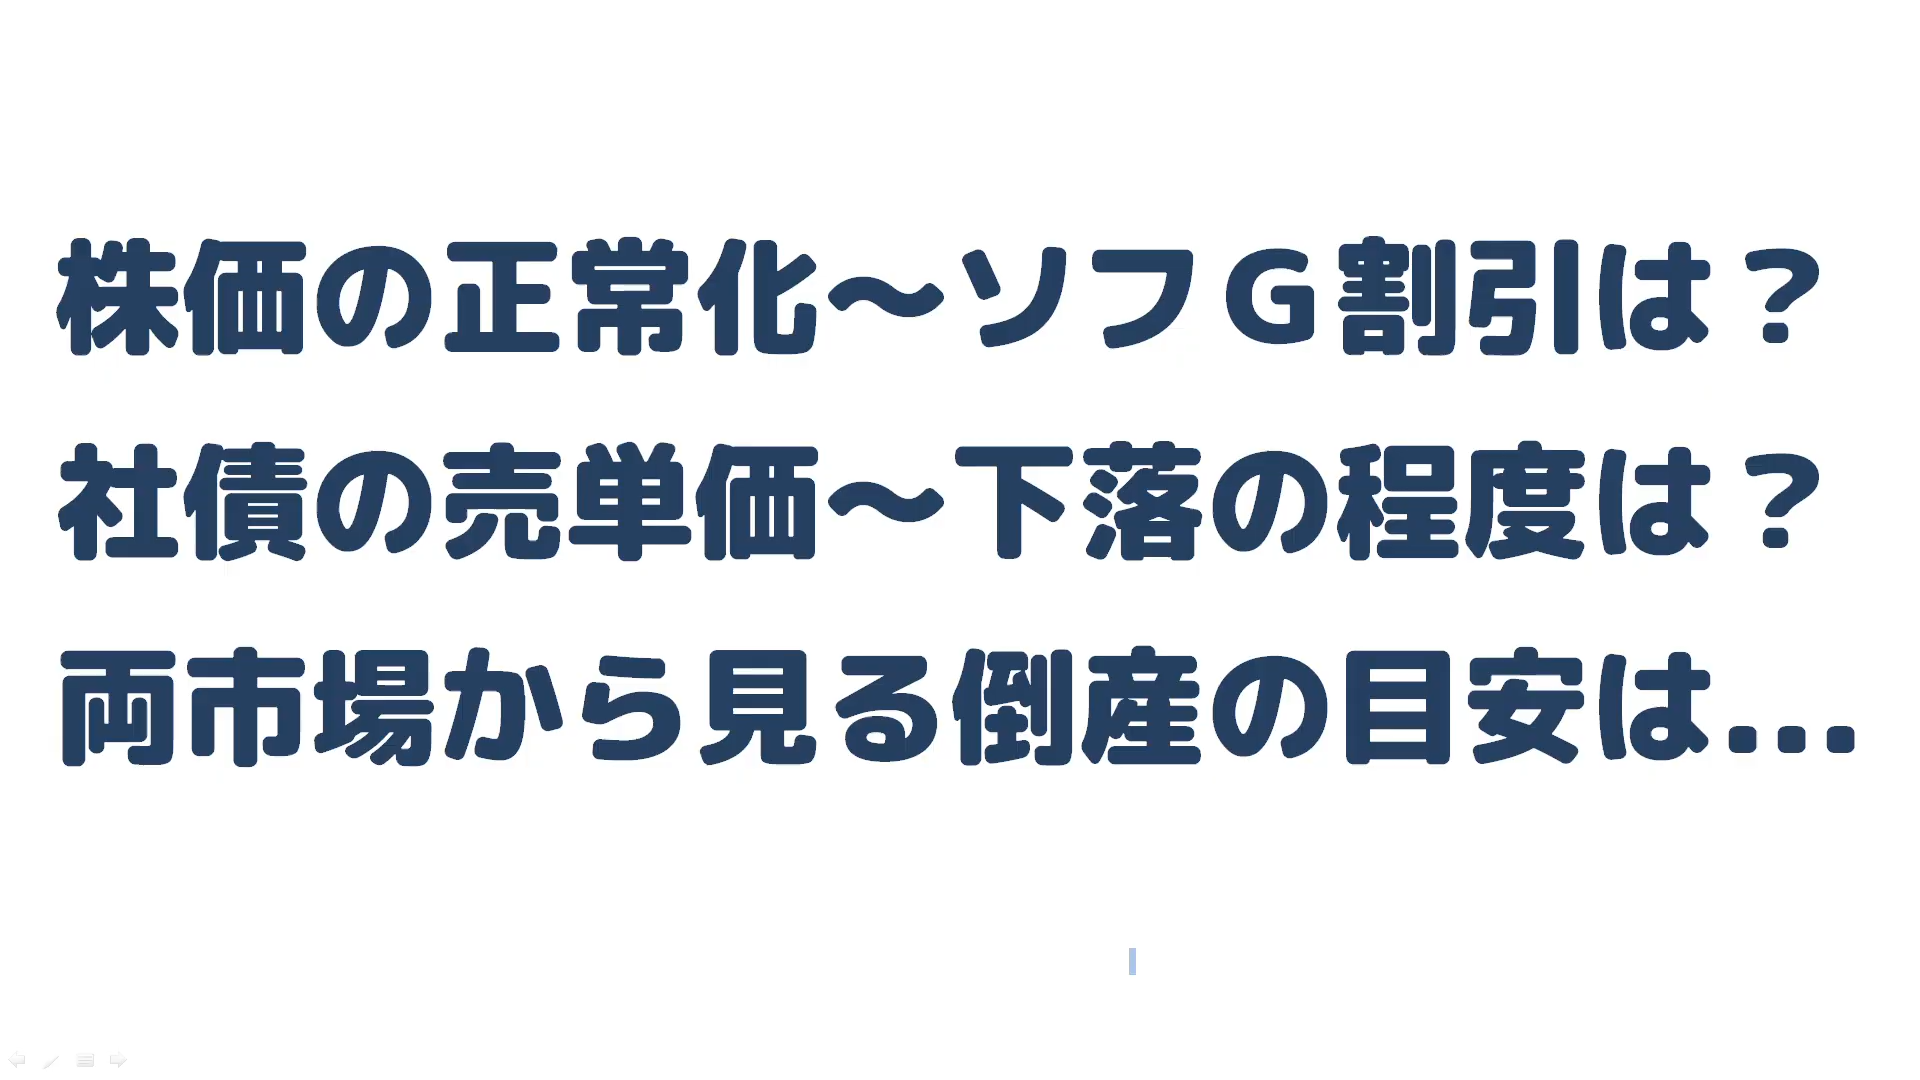 株価の正常化～ソフＧ割引は？
社債の売単価～下落の程度は？
両市場から見る倒産の目安は...